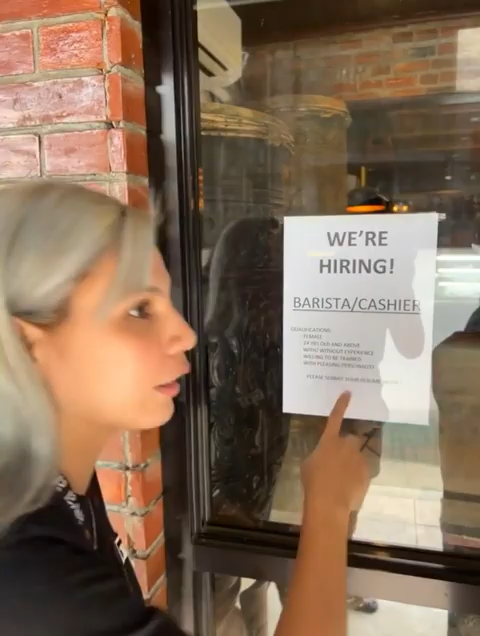 WE'RE
HIRING!
BARISTA/CASHIER
QUALIFICATIONS:
FEMALE
24 YRS OLD AND ABOVE
WITH/ WITHOUT EXPERIENCE
WILLING TO BE TRAINED
WITH PLEASING PERSONALITY
PLEASE SUBMIT YOUR